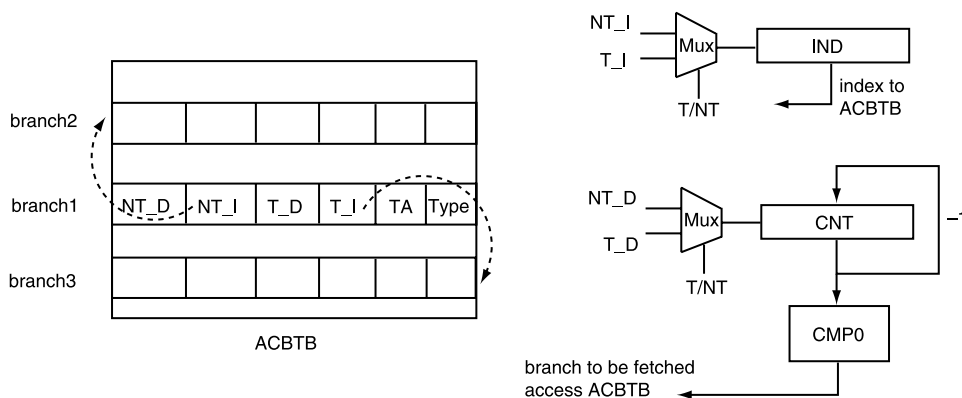 branch2
branch1
NT_D NT_I T_D T_I TA Type
branch3
ACBTB
NT_I
T_I
Mux
T/NT
IND
index to
ACBTB
NT_D
T_D
Mux
T/NT
CNT
–1
CMP0
branch to be fetched
access ACBTB